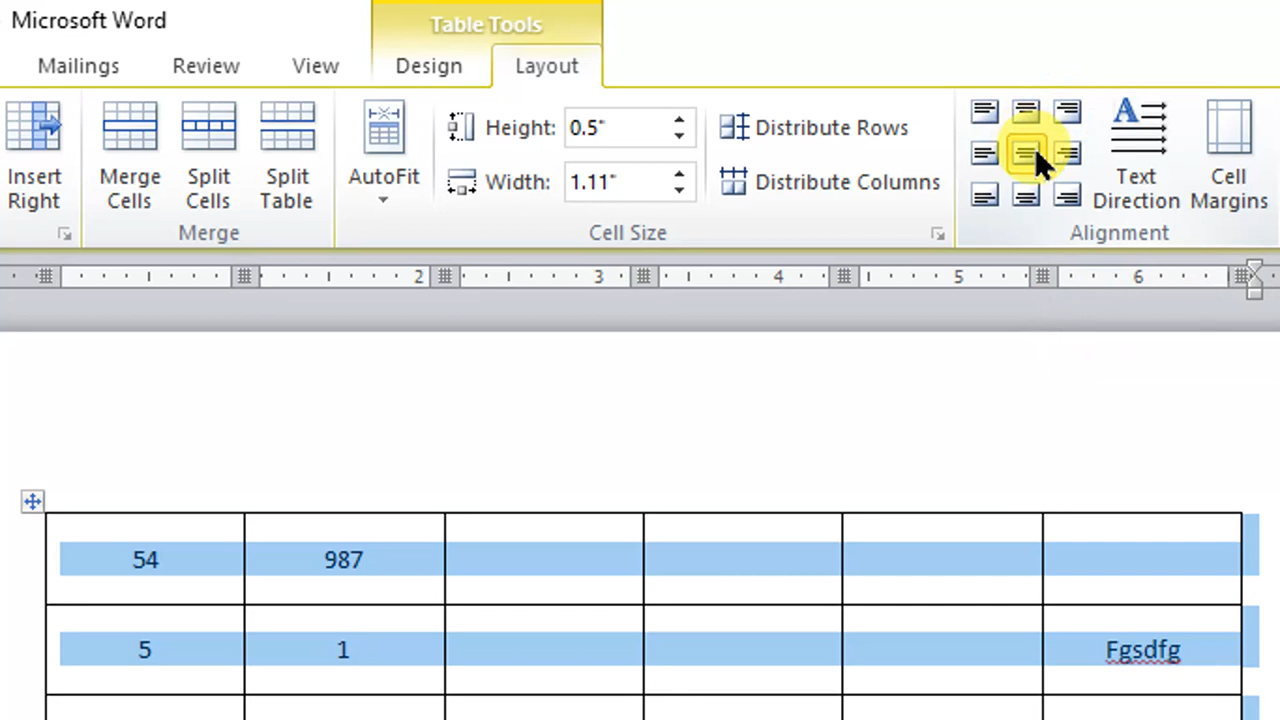 Microsoft Word
Table Tools
Mailings Review View Design Layout
Insert Right
Merge Cells
Split Cells
Split Table
AutoFit
Height: 0.5"
Width: 1.11"
Distribute Rows
Distribute Columns
Text Direction
Cell Margins
Merge Cell Size Alignment
2 3 4 5 6
54 987
5 1 Fgsdfg